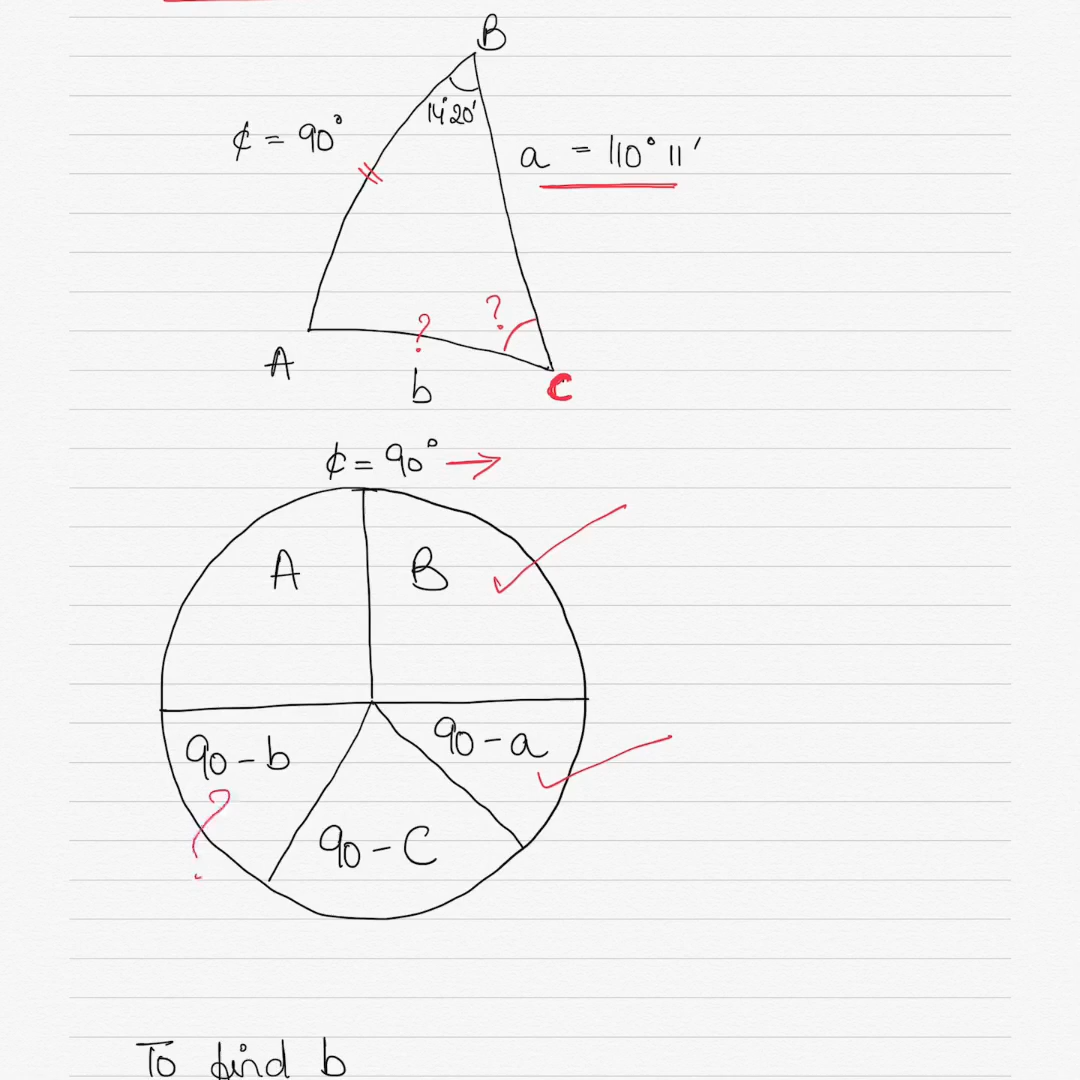 B
14°20'
¢ = 90°
a = 110° 11'
?
?
A
b
C
¢ = 90° →
A
B
90-b
90-a
?
90-C
To find b